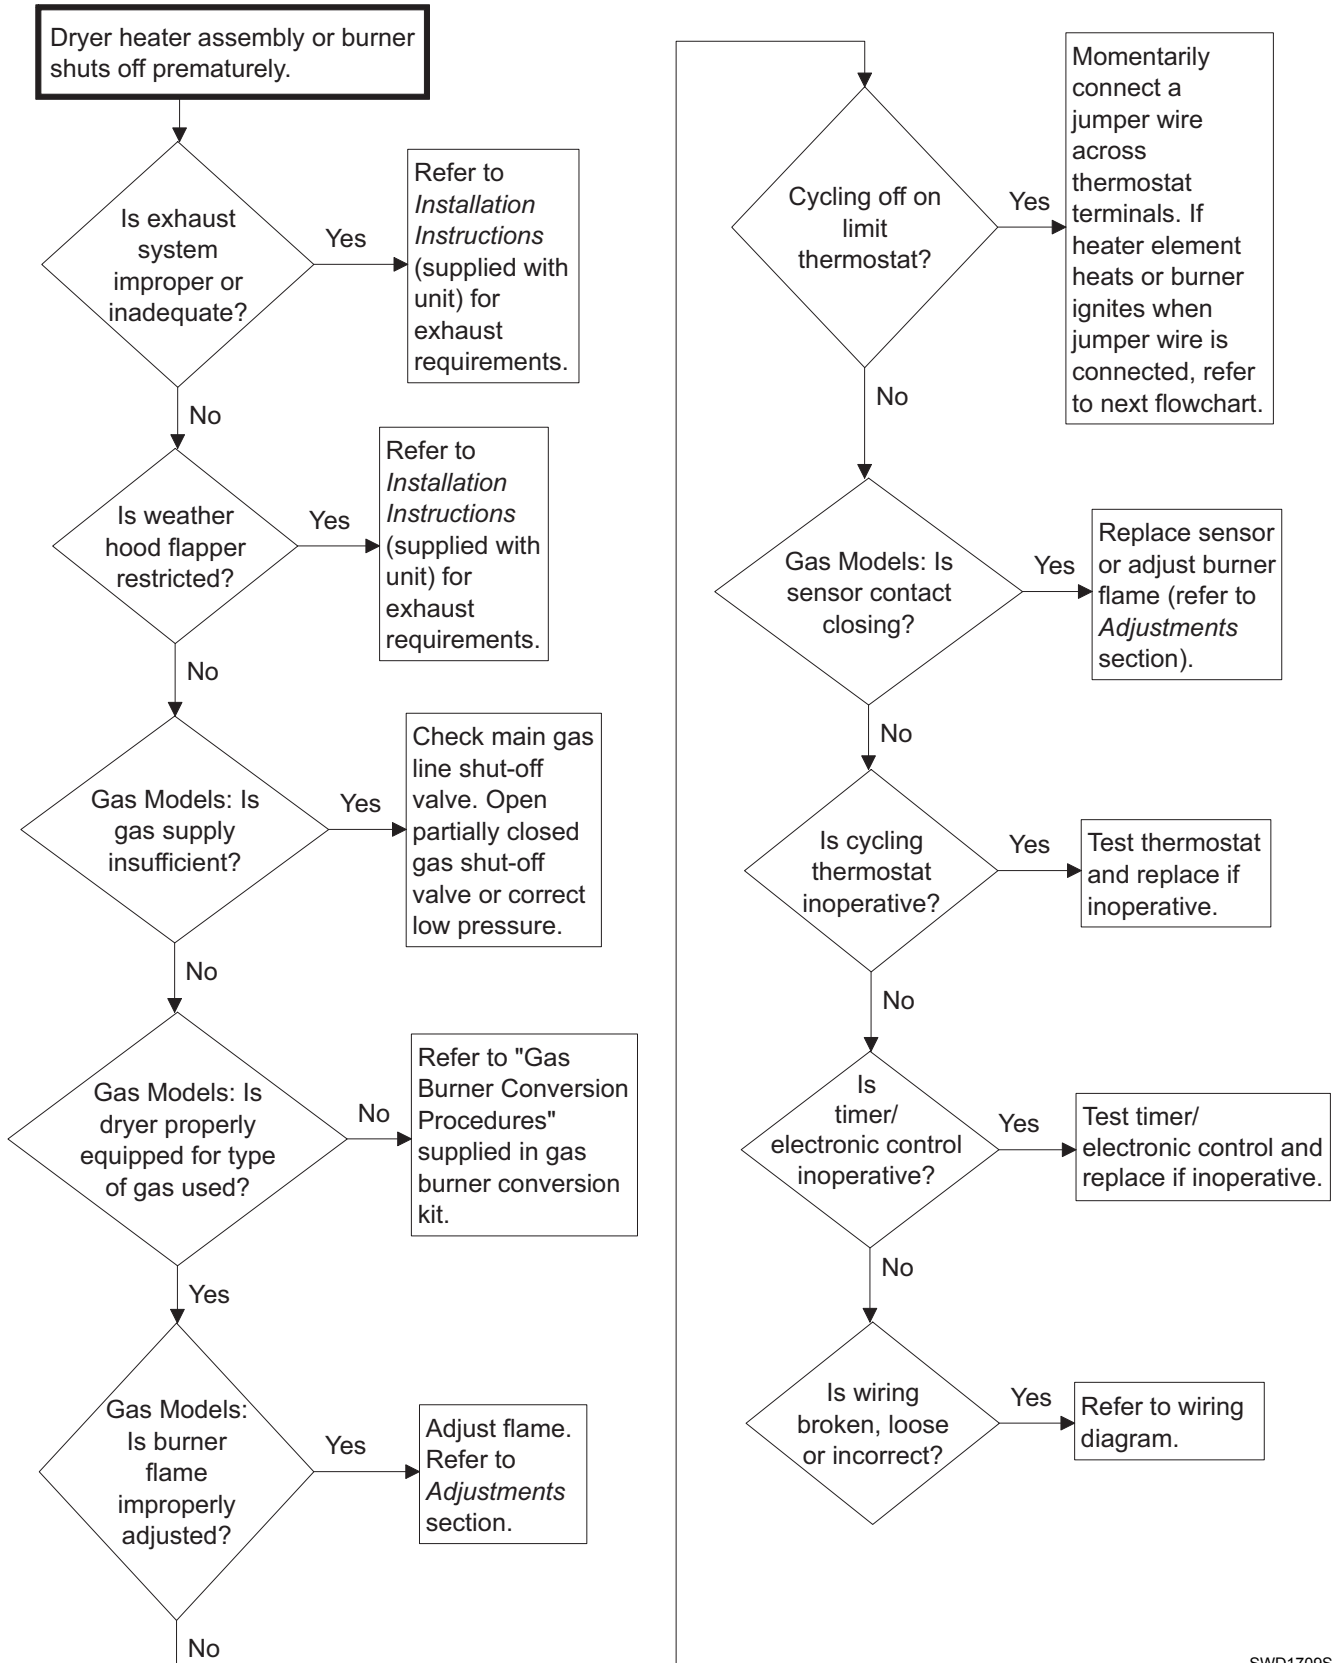 Dryer heater assembly or burner
shuts off prematurely.
Is exhaust
system
improper or
inadequate?
Yes
Refer to
Installation
Instructions
(supplied with
unit) for
exhaust
requirements.
No
Is weather
hood flapper
restricted?
Yes
Refer to
Installation
Instructions
(supplied with
unit) for
exhaust
requirements.
No
Gas Models: Is
gas supply
insufficient?
Yes
Check main gas
line shut-off
valve. Open
partially closed
gas shut-off
valve or correct
low pressure.
No
Gas Models: Is
dryer properly
equipped for type
of gas used?
No
Refer to "Gas
Burner Conversion
Procedures"
supplied in gas
burner conversion
kit.
Yes
Gas Models:
Is burner
flame
improperly
adjusted?
Yes
Adjust flame.
Refer to
Adjustments
section.
No
Cycling off on
limit
thermostat?
Yes
Momentarily
connect a
jumper wire
across
thermostat
terminals. If
heater element
heats or burner
ignites when
jumper wire is
connected, refer
to next flowchart.
No
Gas Models: Is
sensor contact
closing?
Yes
Replace sensor
or adjust burner
flame (refer to
Adjustments
section).
No
Is cycling
thermostat
inoperative?
Yes
Test thermostat
and replace if
inoperative.
No
Is
timer/
electronic control
inoperative?
Yes
Test timer/
electronic control and
replace if inoperative.
No
Is wiring
broken, loose
or incorrect?
Yes
Refer to wiring
diagram.
SWD1709S